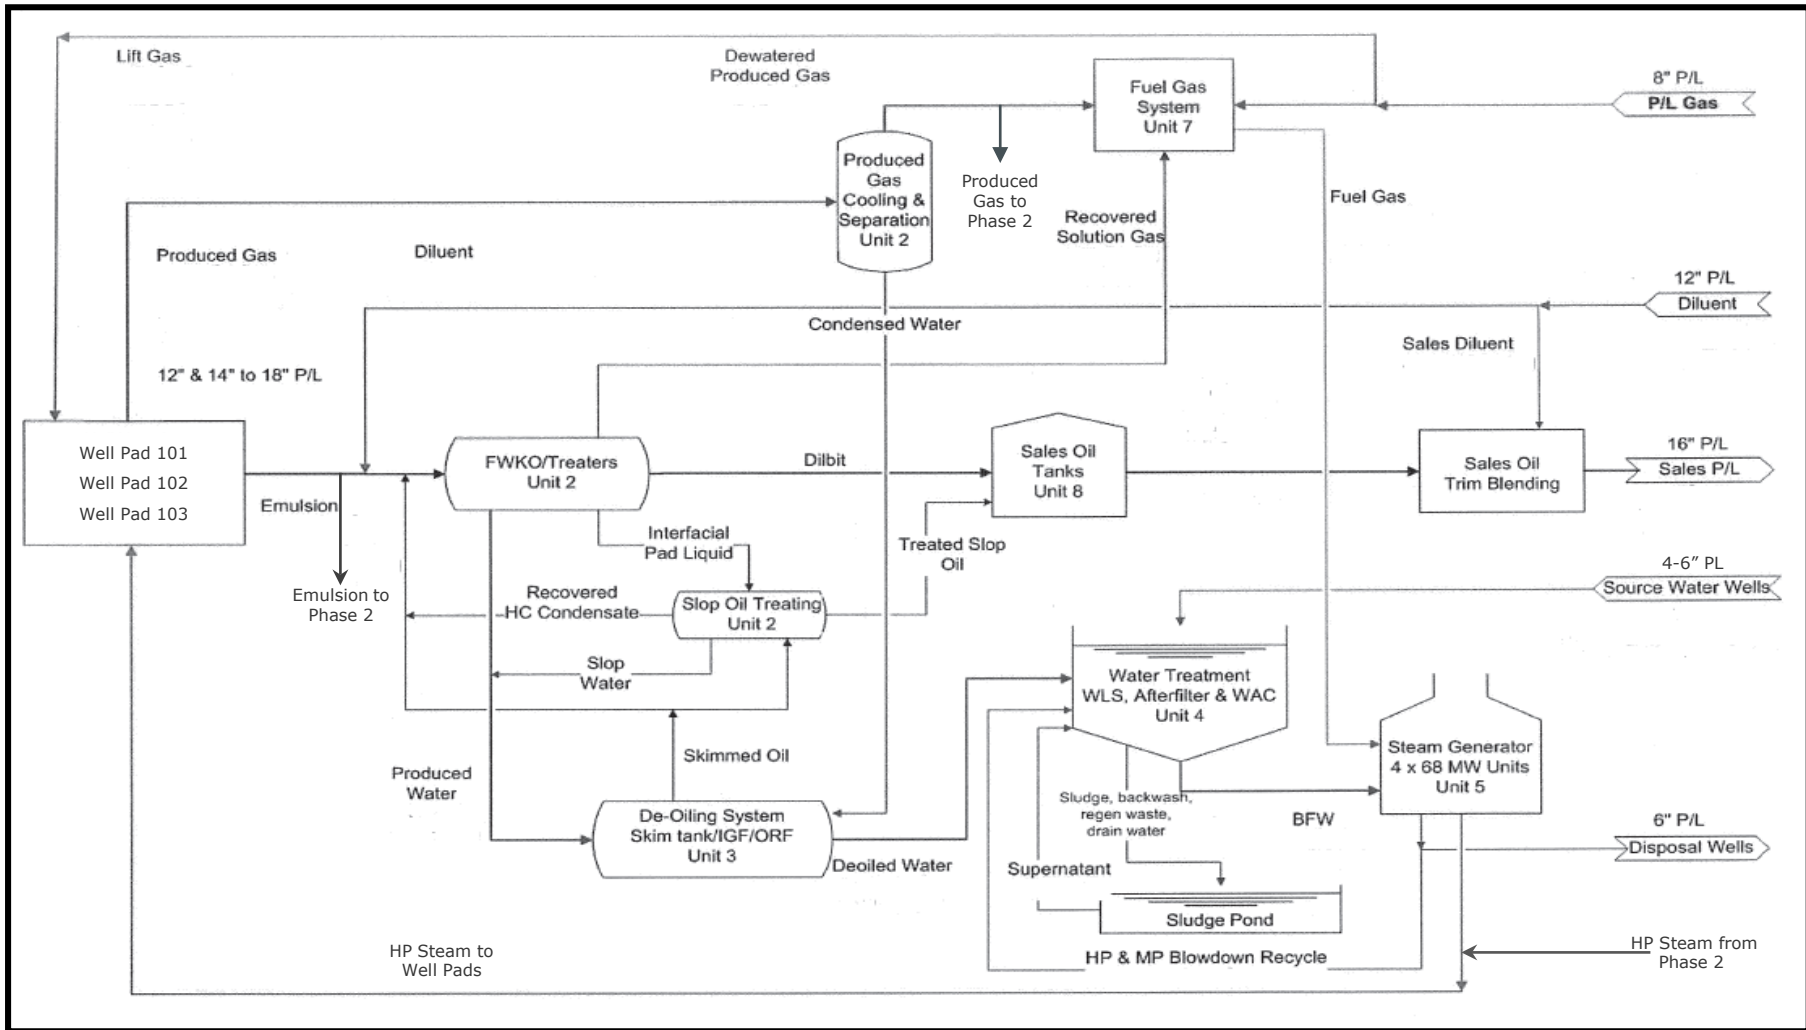 Lift Gas
Dewatered
Produced Gas
8" P/L
P/L Gas
Fuel Gas
System
Unit 7
Produced
Gas
Cooling &
Separation
Unit 2
Produced
Gas to
Phase 2
Recovered
Solution Gas
Fuel Gas
Produced Gas
Diluent
12" P/L
Diluent
Condensed Water
Sales Diluent
12" & 14" to 18" P/L
Well Pad 101
Well Pad 102
Well Pad 103
Emulsion
FWKO/Treaters
Unit 2
Dilbit
Sales Oil
Tanks
Unit 8
Sales Oil
Trim Blending
16" P/L
Sales P/L
Interfacial
Pad Liquid
Treated Slop
Oil
Emulsion to
Phase 2
Recovered
HC Condensate
Slop Oil Treating
Unit 2
4-6” PL
Source Water Wells
Slop
Water
Water Treatment
WLS, Afterfilter & WAC
Unit 4
Skimmed Oil
Produced
Water
Steam Generator
4 x 68 MW Units
Unit 5
De-Oiling System
Skim tank/IGF/ORF
Unit 3
Sludge, backwash,
regen waste,
drain water
BFW
6" P/L
Disposal Wells
Deoiled Water
Supernatant
Sludge Pond
HP Steam to
Well Pads
HP & MP Blowdown Recycle
HP Steam from
Phase 2